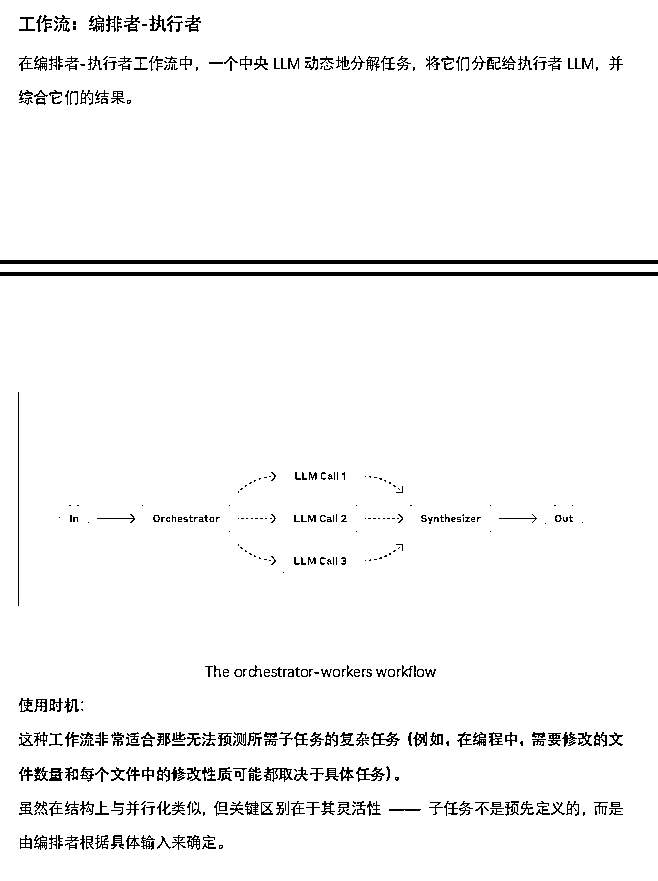 工作流：编排者-执行者
在编排者-执行者工作流中，一个中央 LLM 动态地分解任务，将它们分配给执行者 LLM，并
综合它们的结果。
LLM Call 1
In
Orchestrator
LLM Call 2
Synthesizer
Out
LLM Call 3
The orchestrator-workers workflow
使用时机：
这种工作流非常适合那些无法预测所需子任务的复杂任务（例如，在编程中，需要修改的文
件数量和每个文件中的修改性质可能都取决于具体任务）。
虽然在结构上与并行化类似，但关键区别在于其灵活性 —— 子任务不是预先定义的，而是
由编排者根据具体输入来确定。